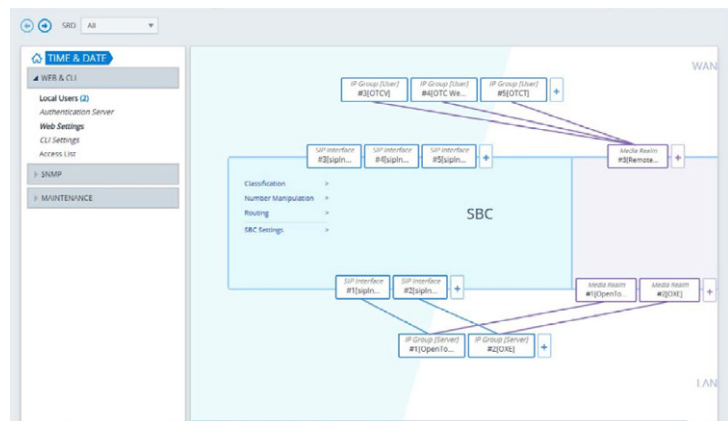 SRD All
TIME & DATE
WEB & CLI
Local Users (2)
Authentication Server
Web Settings
CLI Settings
Access List
SNMP
MAINTENANCE
WAN
IP Group [User] IP Group [User] IP Group [User]
#3[OTCV] #4[OTC We... #5[OTCT] +
SIP Interface SIP Interface SIP Interface Media Realm
#3[sipIn... #4[sipIn... #5[sipIn... + #3[Remote... +
Classification >
Number Manipulation >
Routing >
SBC Settings >
SBC
SIP Interface SIP Interface Media Realm Media Realm
#1[sipIn... #2[sipIn... + #1[OpenTo... #2[OXE] +
IP Group [Server] IP Group [Server]
#1[OpenTo... #2[OXE] +
LAN